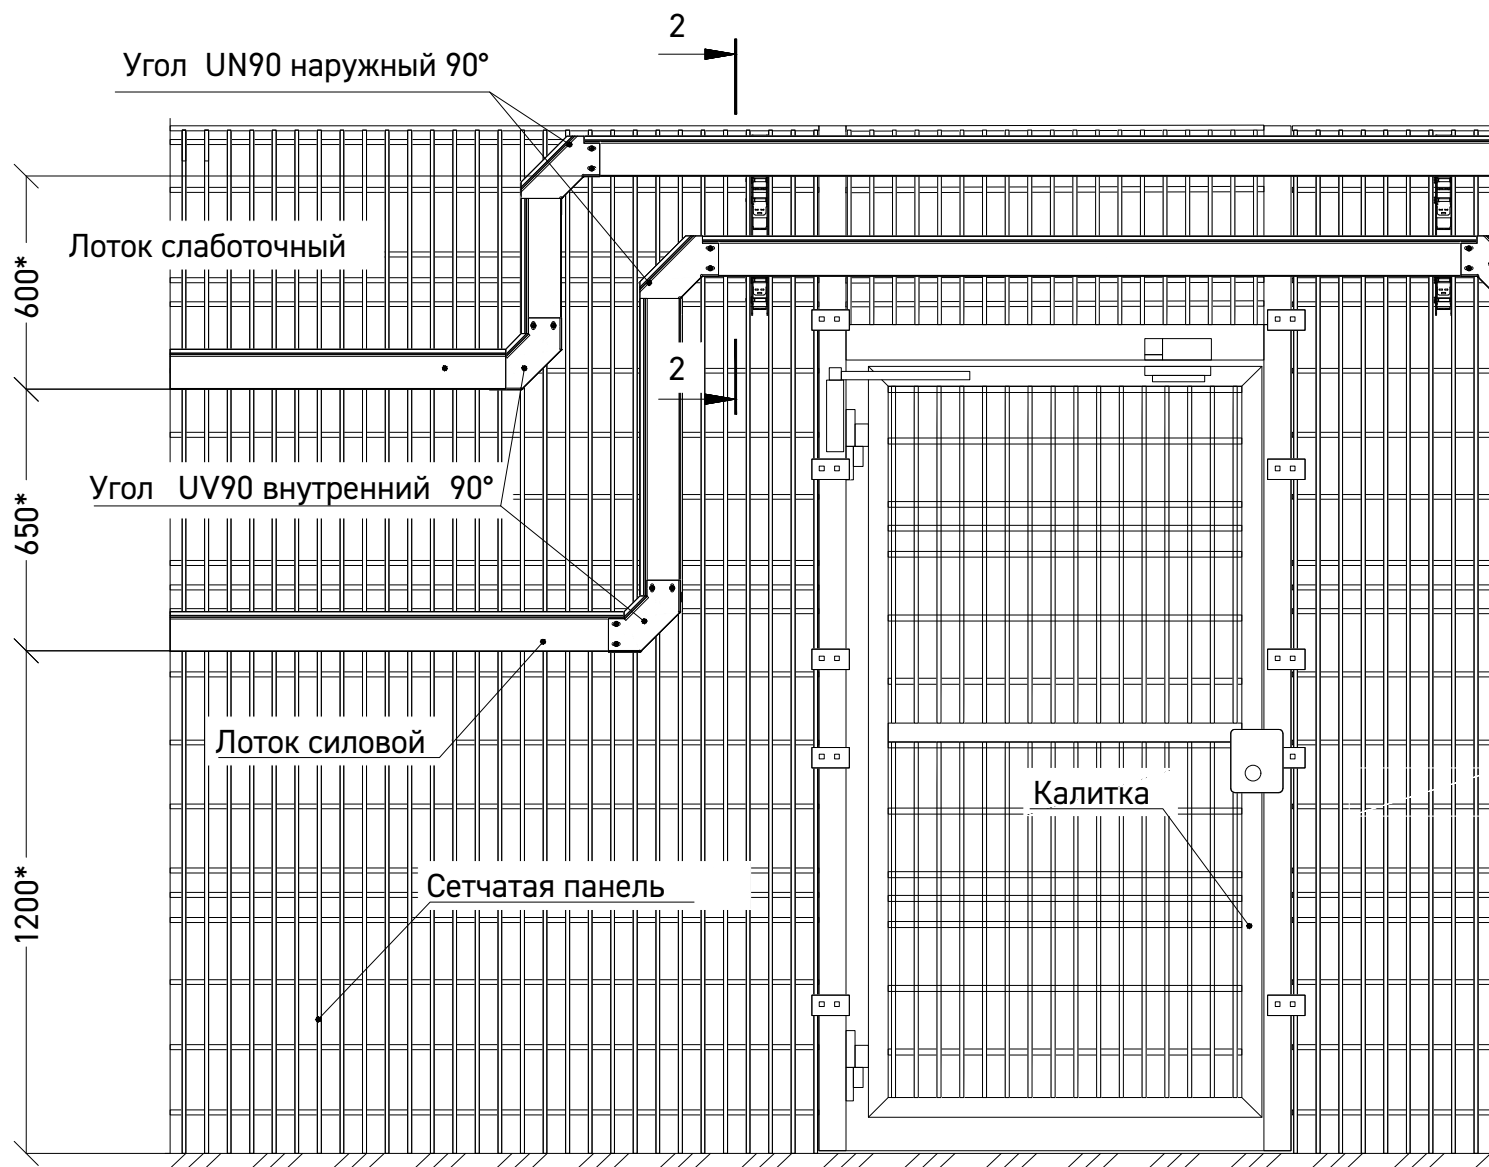 2
Угол UN90 наружный 90°
Лоток слаботочный
600*
2
Угол UV90 внутренний 90°
650*
Лоток силовой
Калитка
Сетчатая панель
1200*